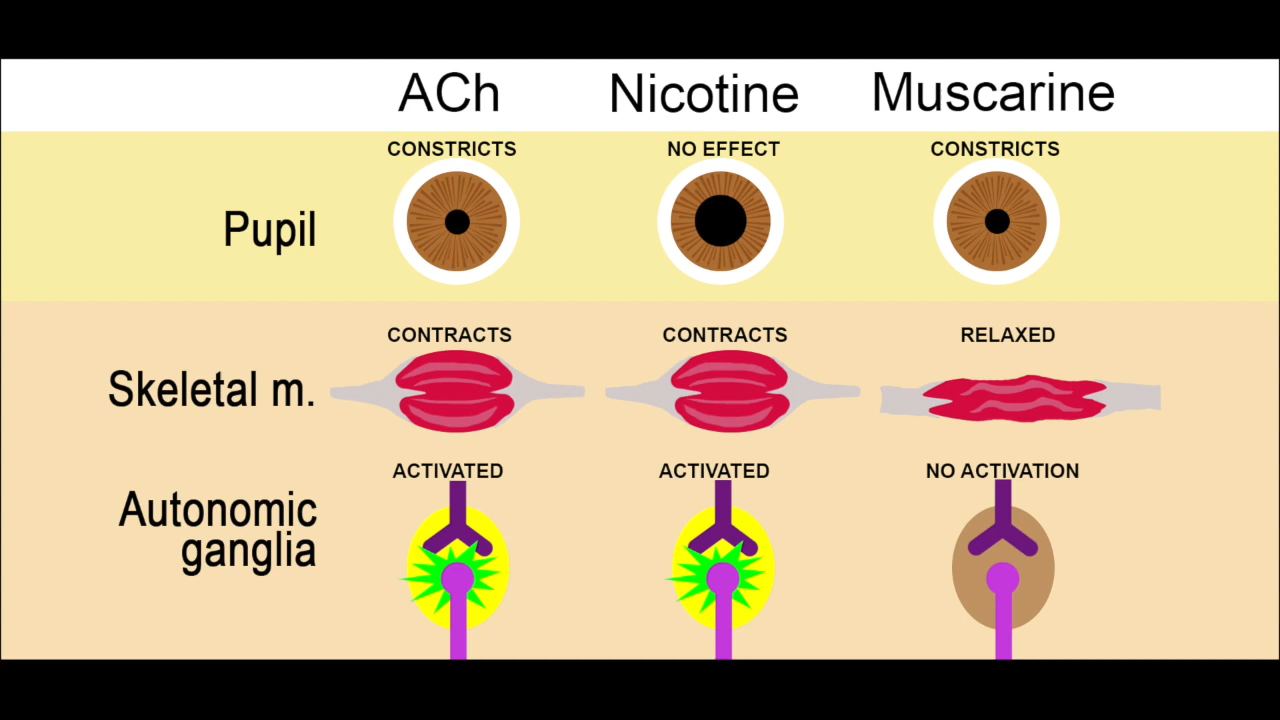 ACh Nicotine Muscarine
CONSTRICTS NO EFFECT CONSTRICTS
Pupil
CONTRACTS CONTRACTS RELAXED
Skeletal m.
ACTIVATED ACTIVATED NO ACTIVATION
Autonomic
ganglia